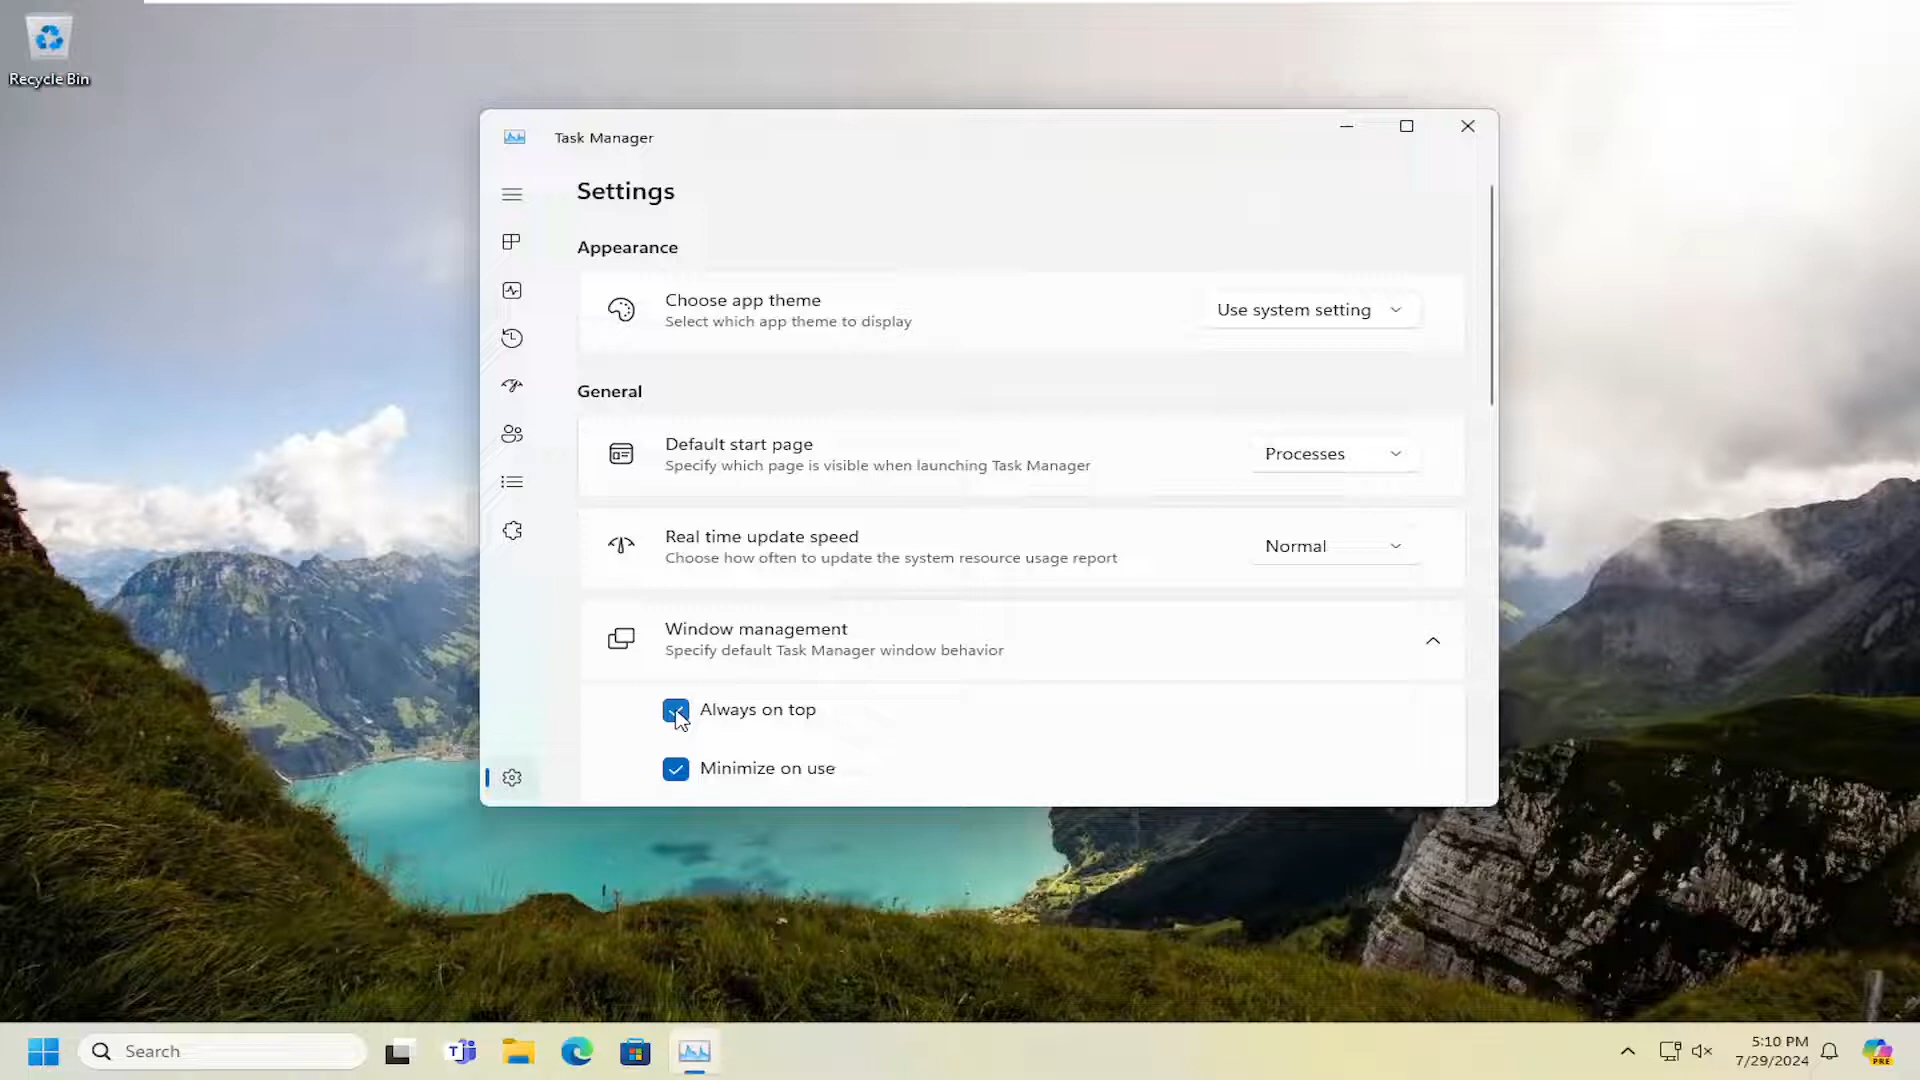 Recycle Bin
Task Manager
Settings
Appearance
Choose app theme
Select which app theme to display
Use system setting
General
Default start page
Specify which page is visible when launching Task Manager
Processes
Real time update speed
Choose how often to update the system resource usage report
Normal
Window management
Specify default Task Manager window behavior
Always on top
Minimize on use
Search
5:10 PM
7/29/2024
PRE